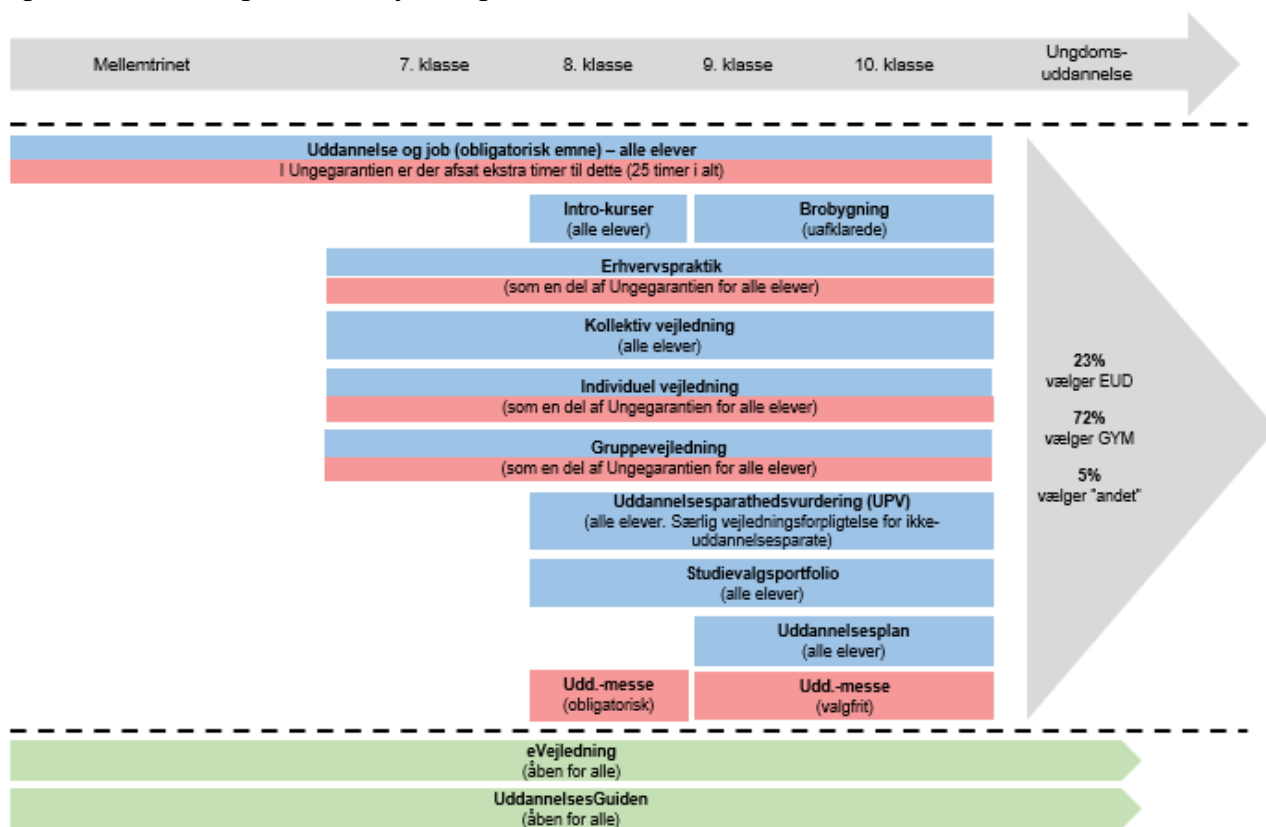 Mellemtrinet
7. klasse
8. klasse
9. klasse
10. klasse
Ungdoms-
uddannelse
Uddannelse og job (obligatorisk emne) – alle elever
I Ungegarantien er der afsat ekstra timer til dette (25 timer i alt)
Intro-kurser
(alle elever)
Brobygning
(uafklarede)
Erhvervspraktik
(som en del af Ungegarantien for alle elever)
Kollektiv vejledning
(alle elever)
Individuel vejledning
(som en del af Ungegarantien for alle elever)
Gruppevejledning
(som en del af Ungegarantien for alle elever)
Uddannelsesparathedsvurdering (UPV)
(alle elever. Særlig vejledningsforpligtelse for ikke-
uddannelsesparate)
Studievalgsportfolio
(alle elever)
Uddannelsesplan
(alle elever)
Udd.-messe
(obligatorisk)
Udd.-messe
(valgfrit)
23%
vælger EUD
72%
vælger GYM
5%
vælger "andet"
eVejledning
(åben for alle)
UddannelsesGuiden
(åben for alle)